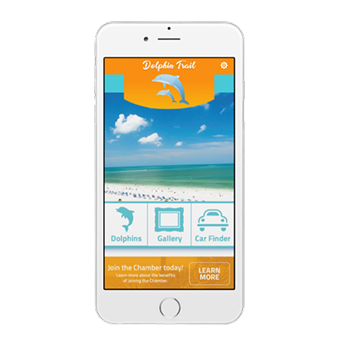 Dolphin Trail
Dolphins
Gallery
Car Finder
Join the Chamber today!
Learn more about the benefits
of joining the Chamber.
LEARN
MORE